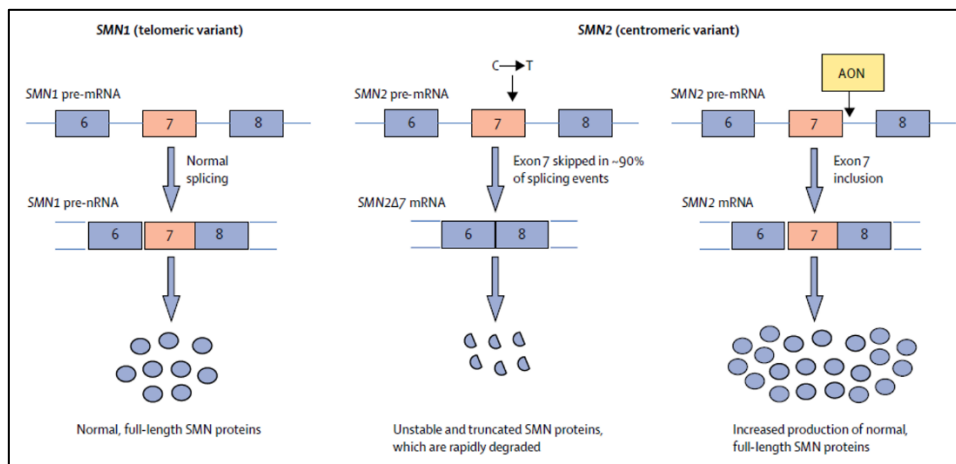 SMN1 (telomeric variant)
SMN2 (centromeric variant)
SMN1 pre-mRNA
6
7
8
Normal
splicing
SMN1 pre-nRNA
6
7
8
Normal, full-length SMN proteins
C→T
SMN2 pre-mRNA
6
7
8
Exon 7 skipped in ~90%
of splicing events
SMN2Δ7 mRNA
6
8
Unstable and truncated SMN proteins,
which are rapidly degraded
AON
SMN2 pre-mRNA
6
7
8
Exon 7
inclusion
SMN2 mRNA
6
7
8
Increased production of normal,
full-length SMN proteins